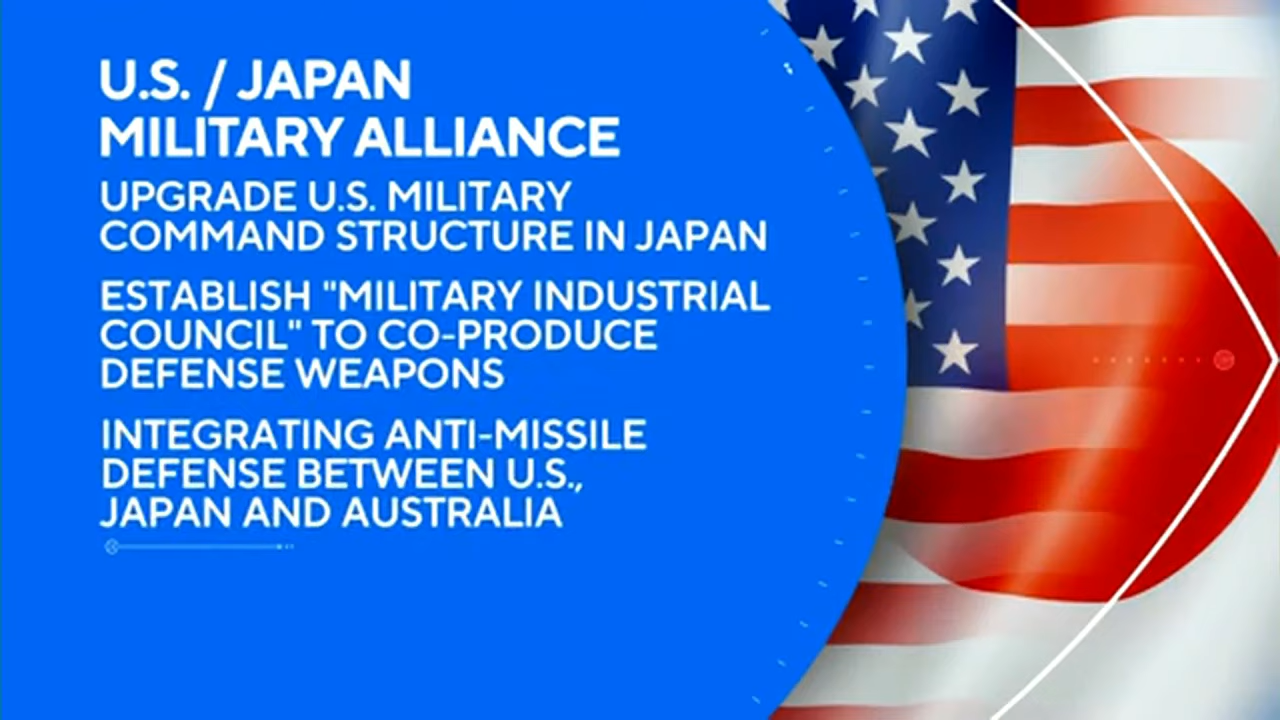 U.S. / JAPAN
MILITARY ALLIANCE
UPGRADE U.S. MILITARY
COMMAND STRUCTURE IN JAPAN
ESTABLISH "MILITARY INDUSTRIAL
COUNCIL" TO CO-PRODUCE
DEFENSE WEAPONS
INTEGRATING ANTI-MISSILE
DEFENSE BETWEEN U.S.,
JAPAN AND AUSTRALIA